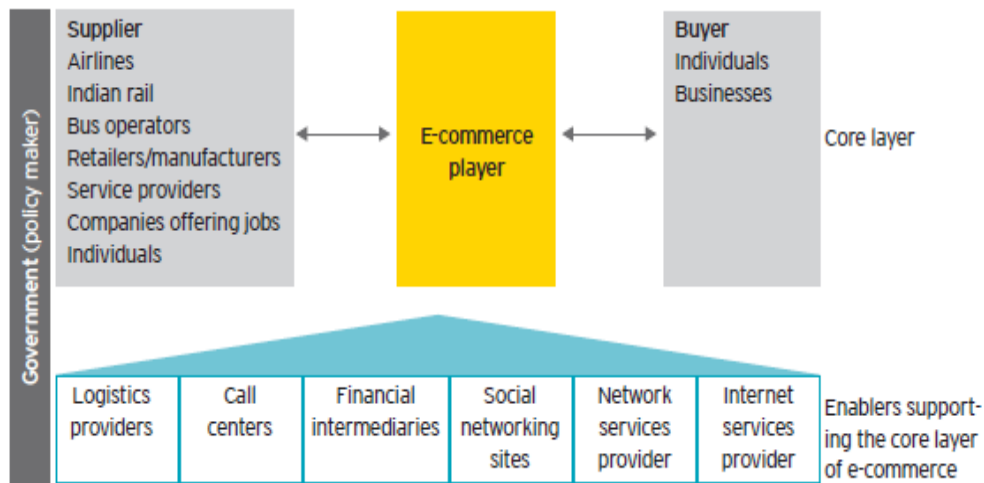 Government (policy maker)
Supplier
Airlines
Indian rail
Bus operators
Retailers/manufacturers
Service providers
Companies offering jobs
Individuals
E-commerce
player
Buyer
Individuals
Businesses
Core layer
Logistics
providers
Call
centers
Financial
intermediaries
Social
networking
sites
Network
services
provider
Internet
services
provider
Enablers support-
ing the core layer
of e-commerce